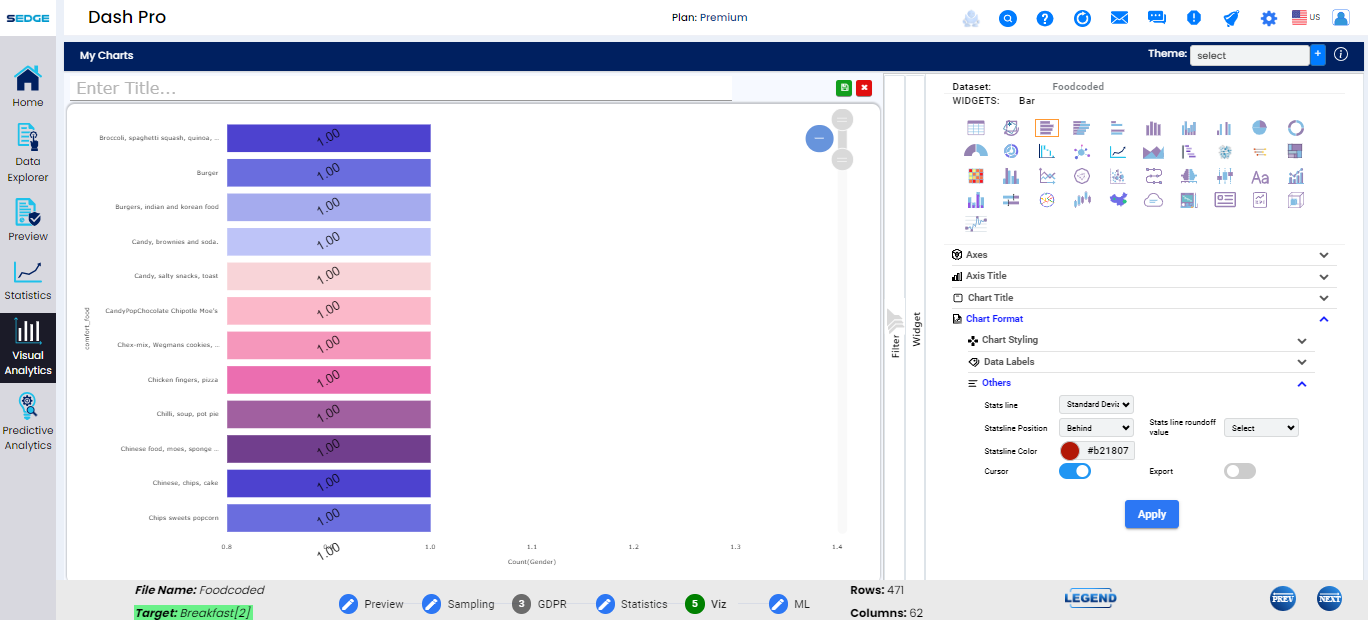 SEDGE
Dash Pro
Plan: Premium
US
My Charts
Theme:
select
+
Home
Data
Explorer
Preview
Statistics
Visual
Analytics
Predictive
Analytics
Enter Title...
Broccoli, spaghetti squash, quinoa, ...
1.00
Burger
1.00
Burgers, indian and korean food
1.00
Candy, brownies and soda.
1.00
Candy, salty snacks, toast
1.00
CandyPopChocolate Chipotle Moe's
1.00
Chex-mix, Wegmans cookies, ...
1.00
Chicken fingers, pizza
1.00
Chilli, soup, pot pie
1.00
Chinese food, moes, sponge ...
1.00
Chinese, chips, cake
1.00
Chips sweets popcorn
1.00
1.00
comfort_food
0.8
1.0
1.1
1.2
1.3
1.4
Count(Gender)
Filter
Widget
Dataset:
Foodcoded
WIDGETS:
Bar
Aa
Axes
Axis Title
Chart Title
Chart Format
Chart Styling
Data Labels
Others
Stats line
Standard Devia
Statsline Position
Behind
Stats line roundoff
value
Select
Statsline Color
#b21807
Cursor
Export
Apply
File Name: Foodcoded
Target: Breakfast[2]
Preview
Sampling
3
GDPR
Statistics
5
Viz
ML
Rows: 471
Columns: 62
LEGEND
PREV
NEXT